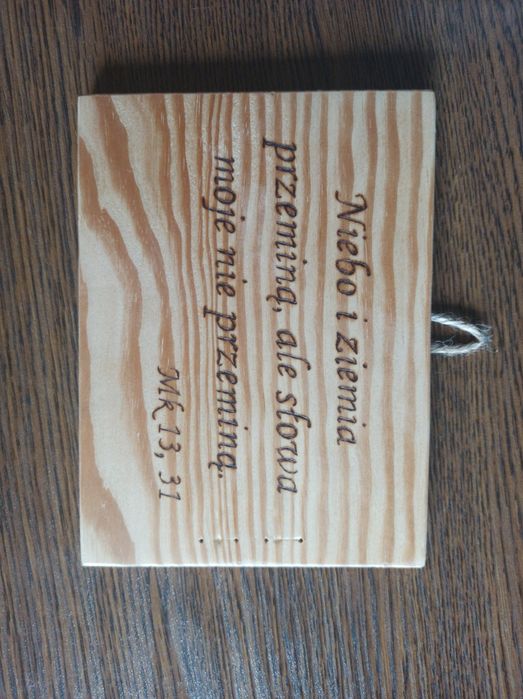 Niebo i ziemia
przeminą, ale słowa
moje nie przeminą.
Mk 13, 31